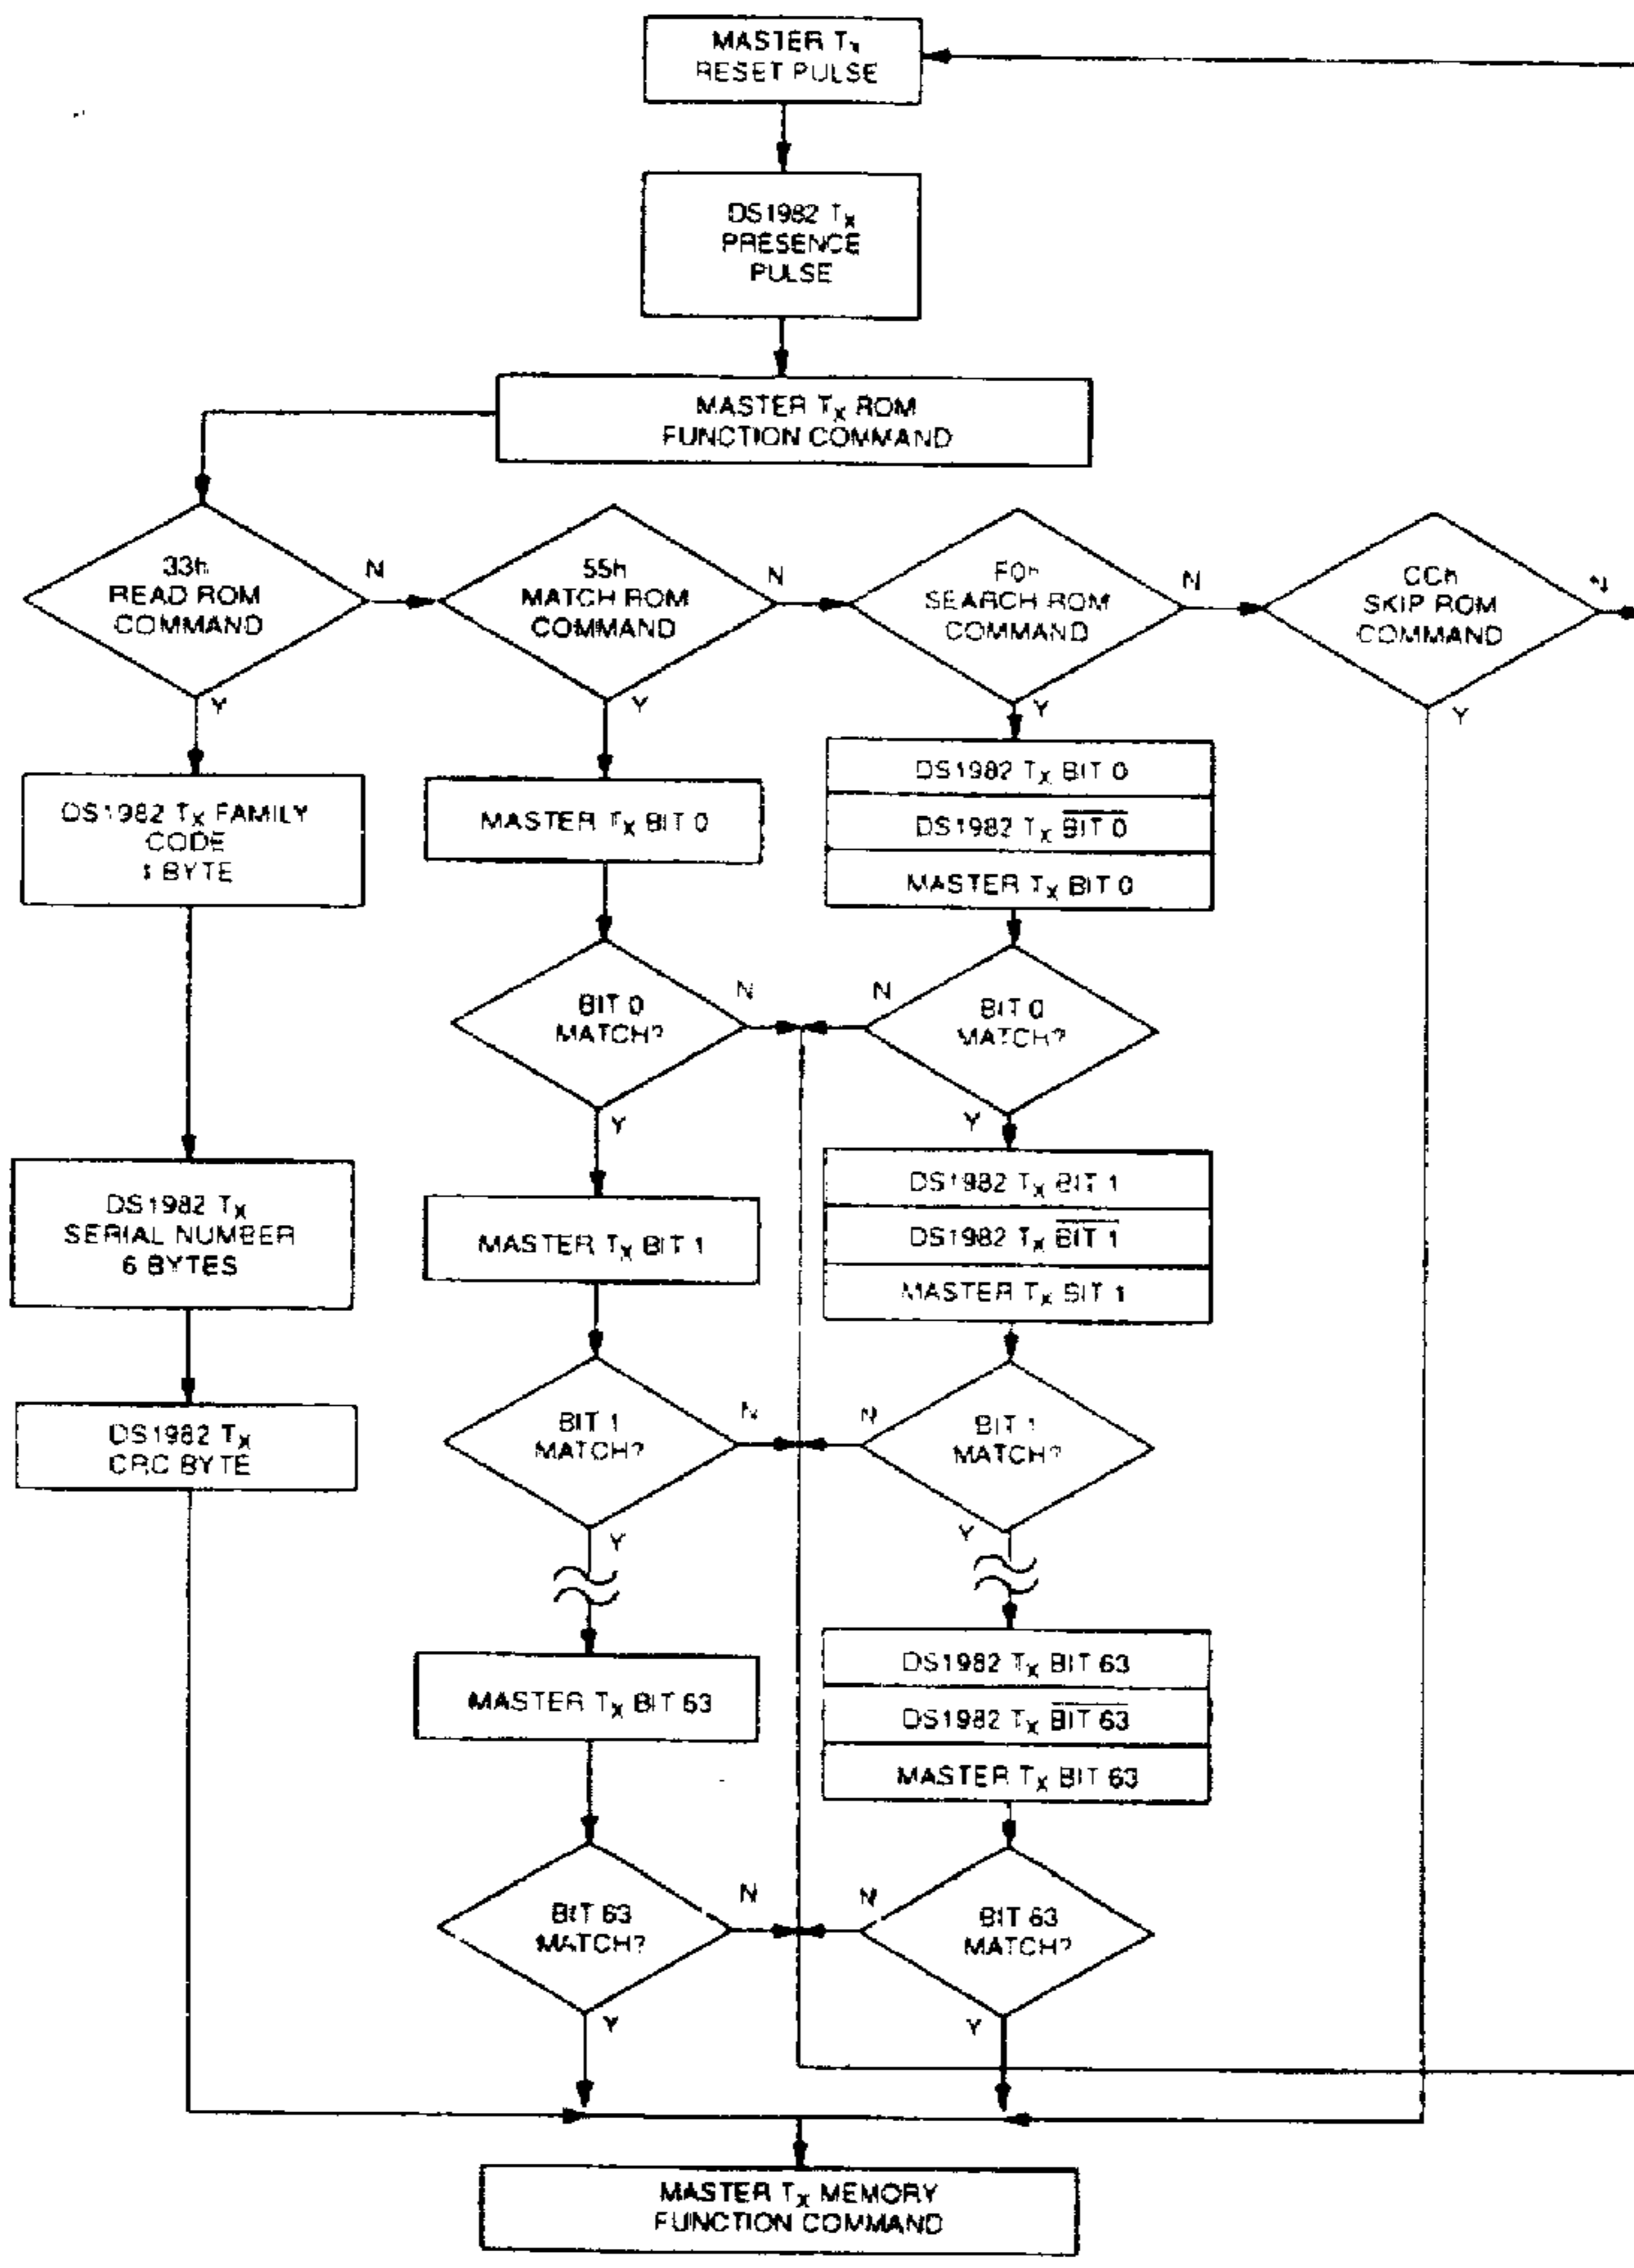 MASTER Tx
RESET PULSE
DS1982 Tx
PRESENCE
PULSE
MASTER Tx ROM
FUNCTION COMMAND
33h
READ ROM
COMMAND
N
Y
55h
MATCH ROM
COMMAND
N
Y
F0h
SEARCH ROM
COMMAND
N
Y
CCh
SKIP ROM
COMMAND
N
Y
DS1982 Tx FAMILY
CODE
1 BYTE
DS1982 Tx
SERIAL NUMBER
6 BYTES
DS1982 Tx
CRC BYTE
MASTER Tx BIT 0
BIT 0
MATCH?
N
Y
MASTER Tx BIT 1
BIT 1
MATCH?
N
Y
MASTER Tx BIT 63
BIT 63
MATCH?
N
Y
DS1982 Tx BIT 0
DS1982 Tx B̅I̅T̅ ̅0̅
MASTER Tx BIT 0
N
BIT 0
MATCH?
Y
DS1982 Tx BIT 1
DS1982 Tx B̅I̅T̅ ̅1̅
MASTER Tx BIT 1
N
BIT 1
MATCH?
Y
DS1982 Tx BIT 63
DS1982 Tx B̅I̅T̅ ̅6̅3̅
MASTER Tx BIT 63
N
BIT 63
MATCH?
Y
MASTER Tx MEMORY
FUNCTION COMMAND